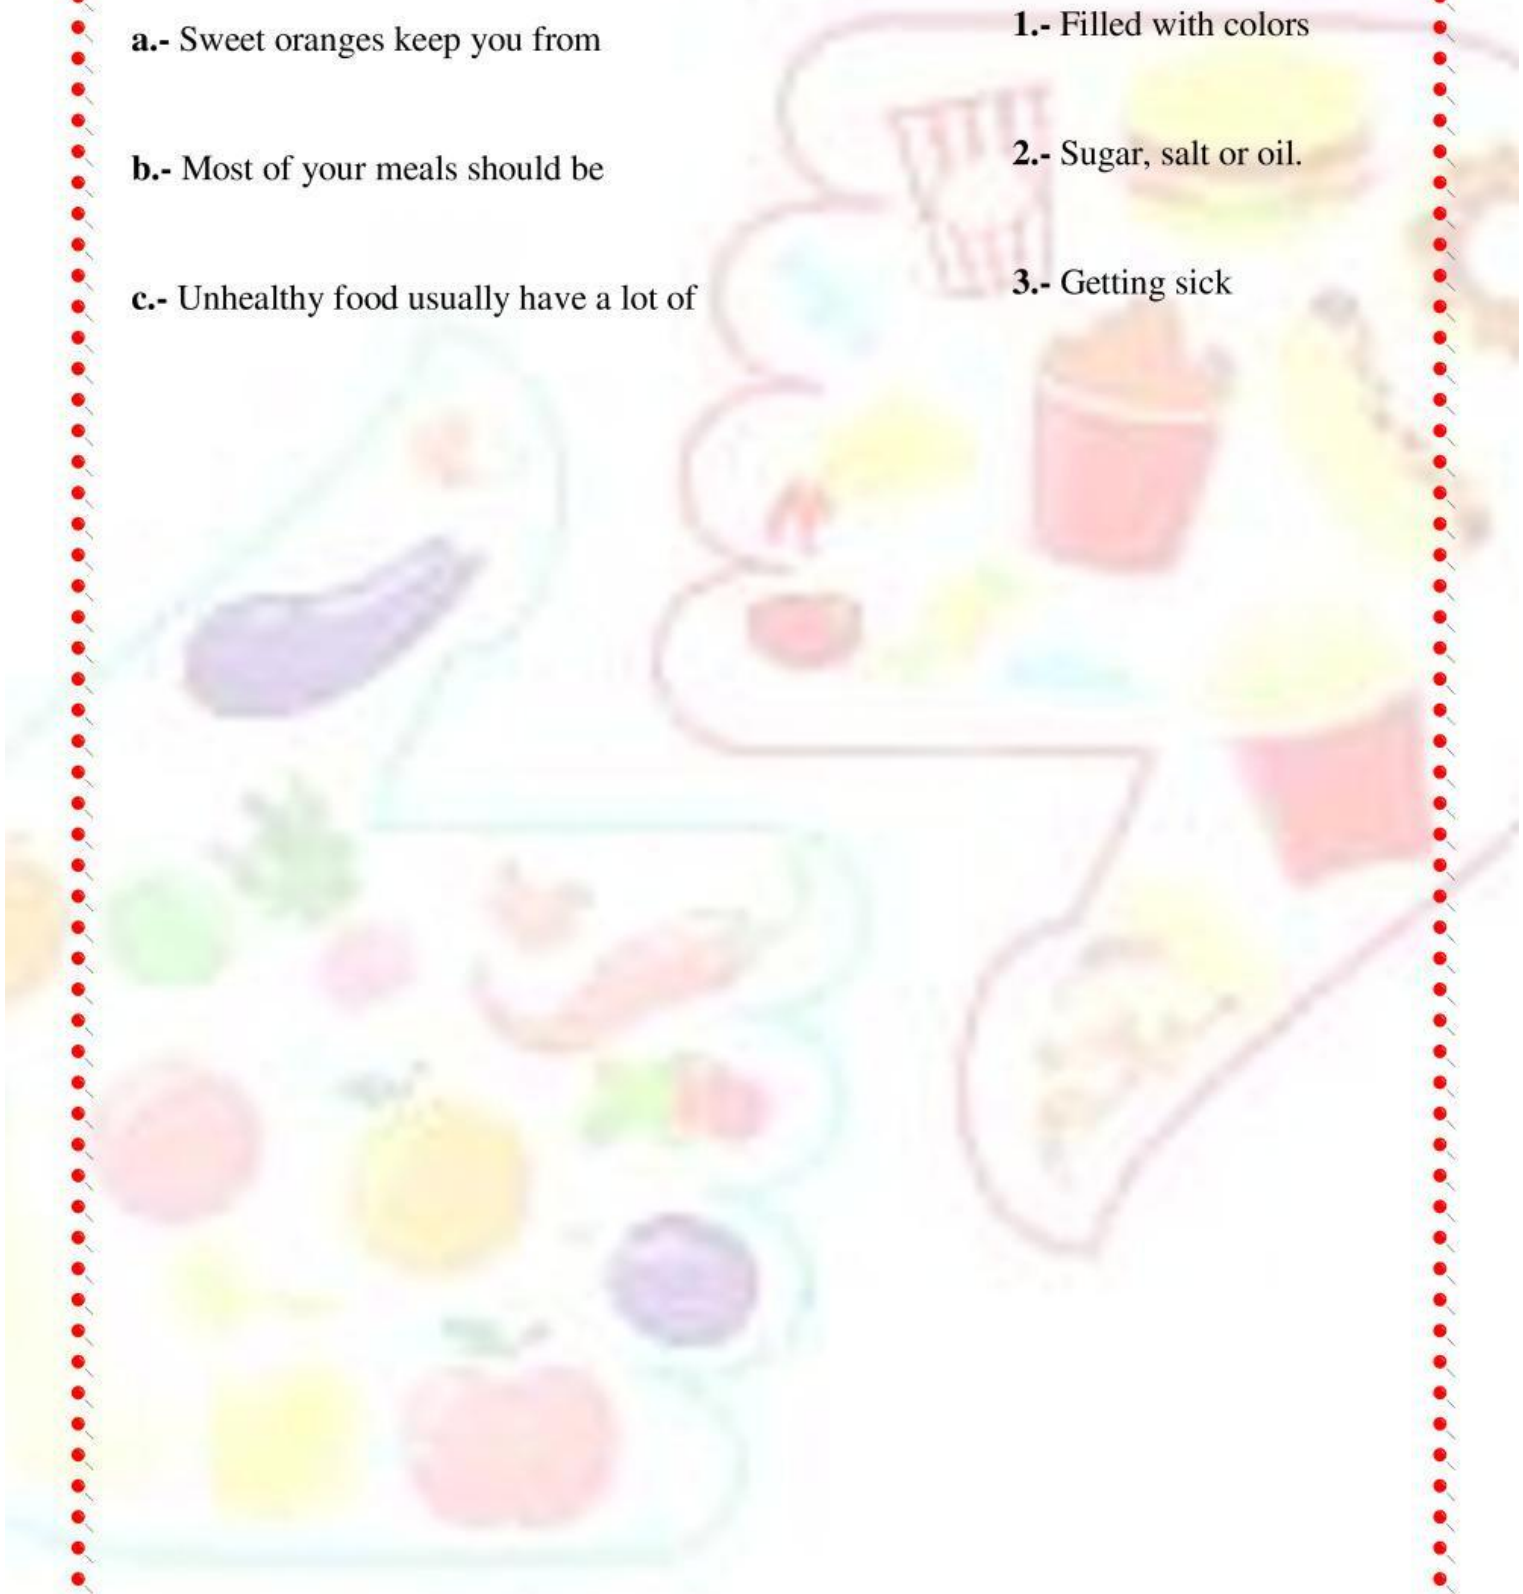 a.- Sweet oranges keep you from
1.- Filled with colors
b.- Most of your meals should be
2.- Sugar, salt or oil.
c.- Unhealthy food usually have a lot of
3.- Getting sick